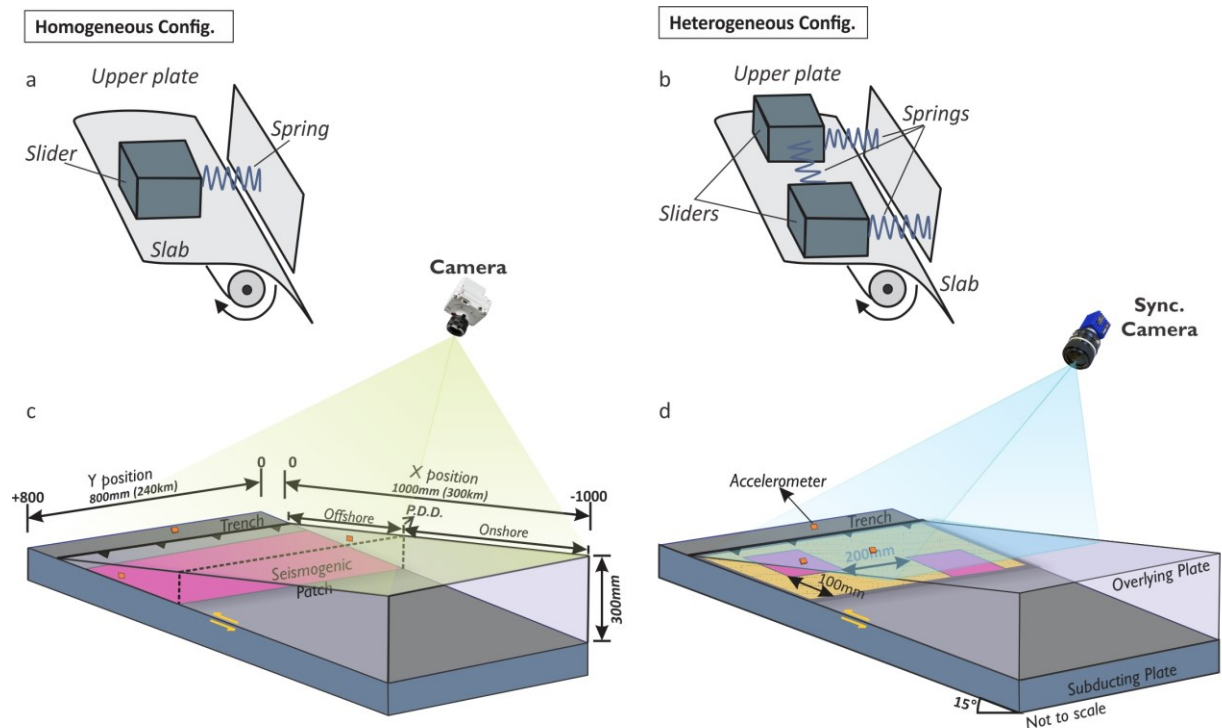 Homogeneous Config.
Heterogeneous Config.
a
Upper plate
Spring
Slider
Slab
b
Upper plate
Springs
Sliders
Slab
Camera
Sync.
Camera
c
Y position
800mm (240km)
+800
0
0
X position
1000mm (300km)
-1000
P.D.D.
Offshore
Onshore
Trench
Seismogenic
Patch
300mm
d
Accelerometer
Trench
200mm
100mm
Overlying Plate
Subducting Plate
15°
Not to scale